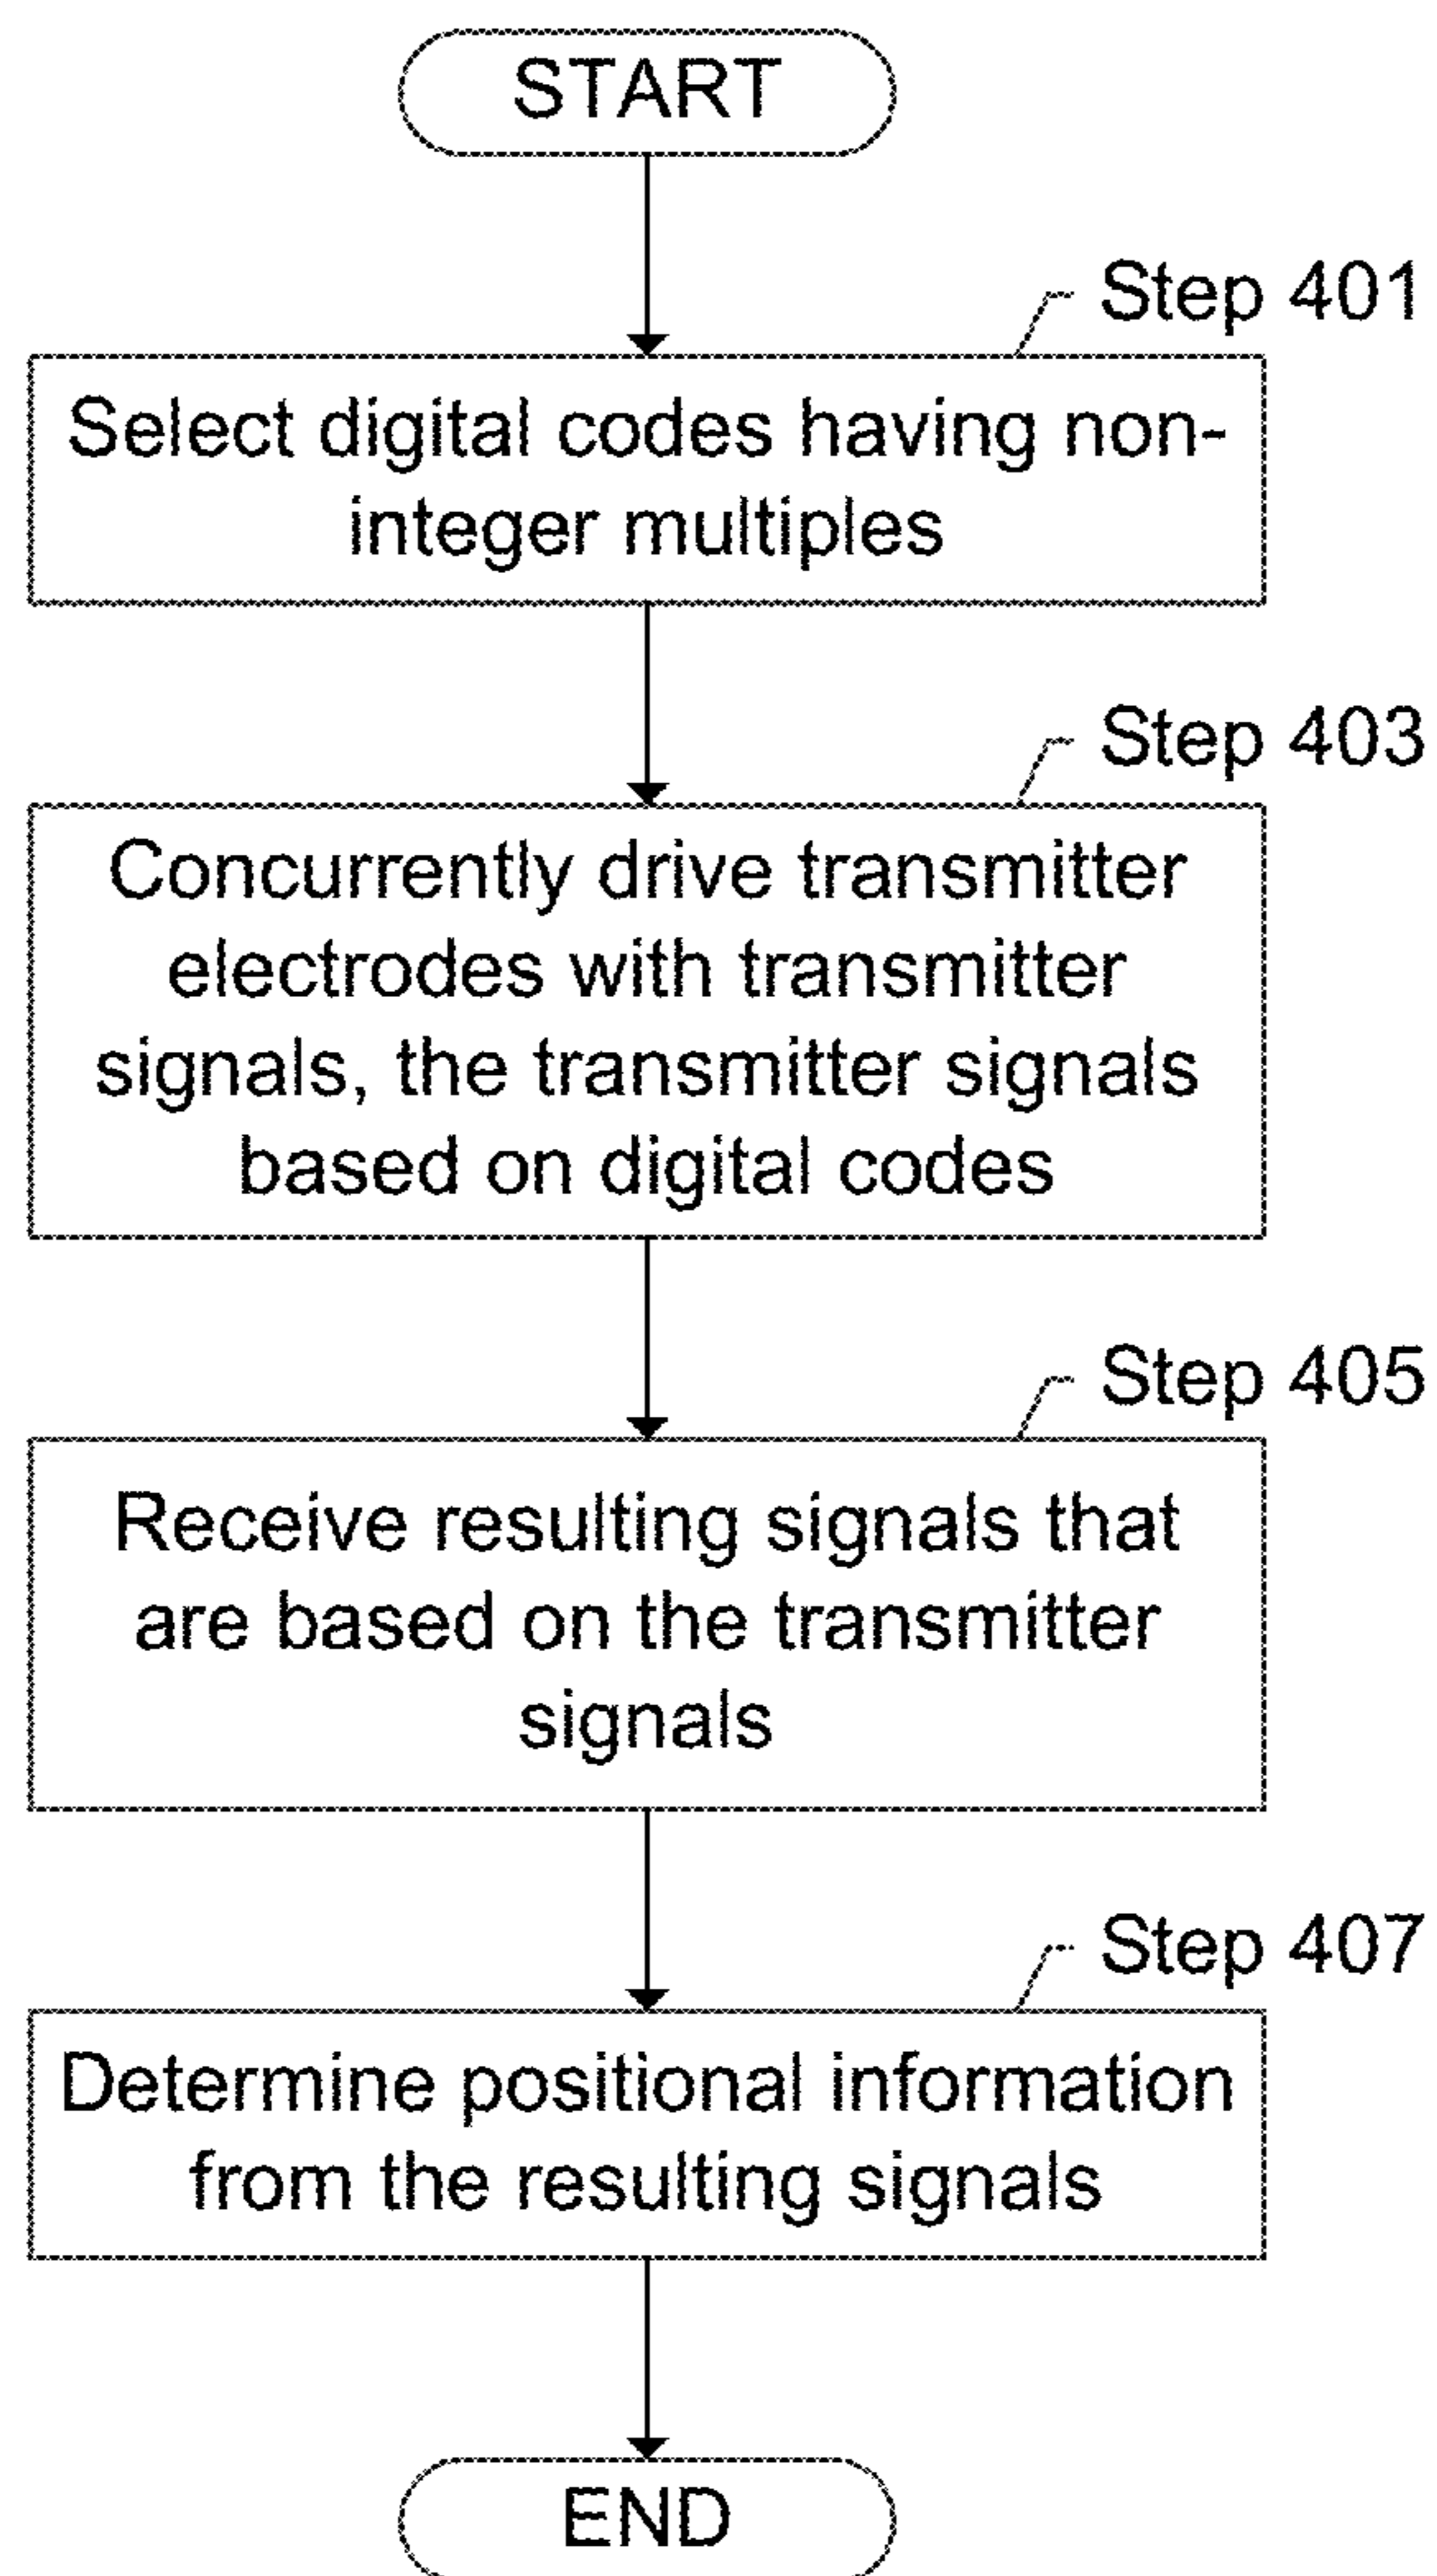 START
Step 401
Select digital codes having non-
integer multiples
Step 403
Concurrently drive transmitter
electrodes with transmitter
signals, the transmitter signals
based on digital codes
Step 405
Receive resulting signals that
are based on the transmitter
signals
Step 407
Determine positional information
from the resulting signals
END